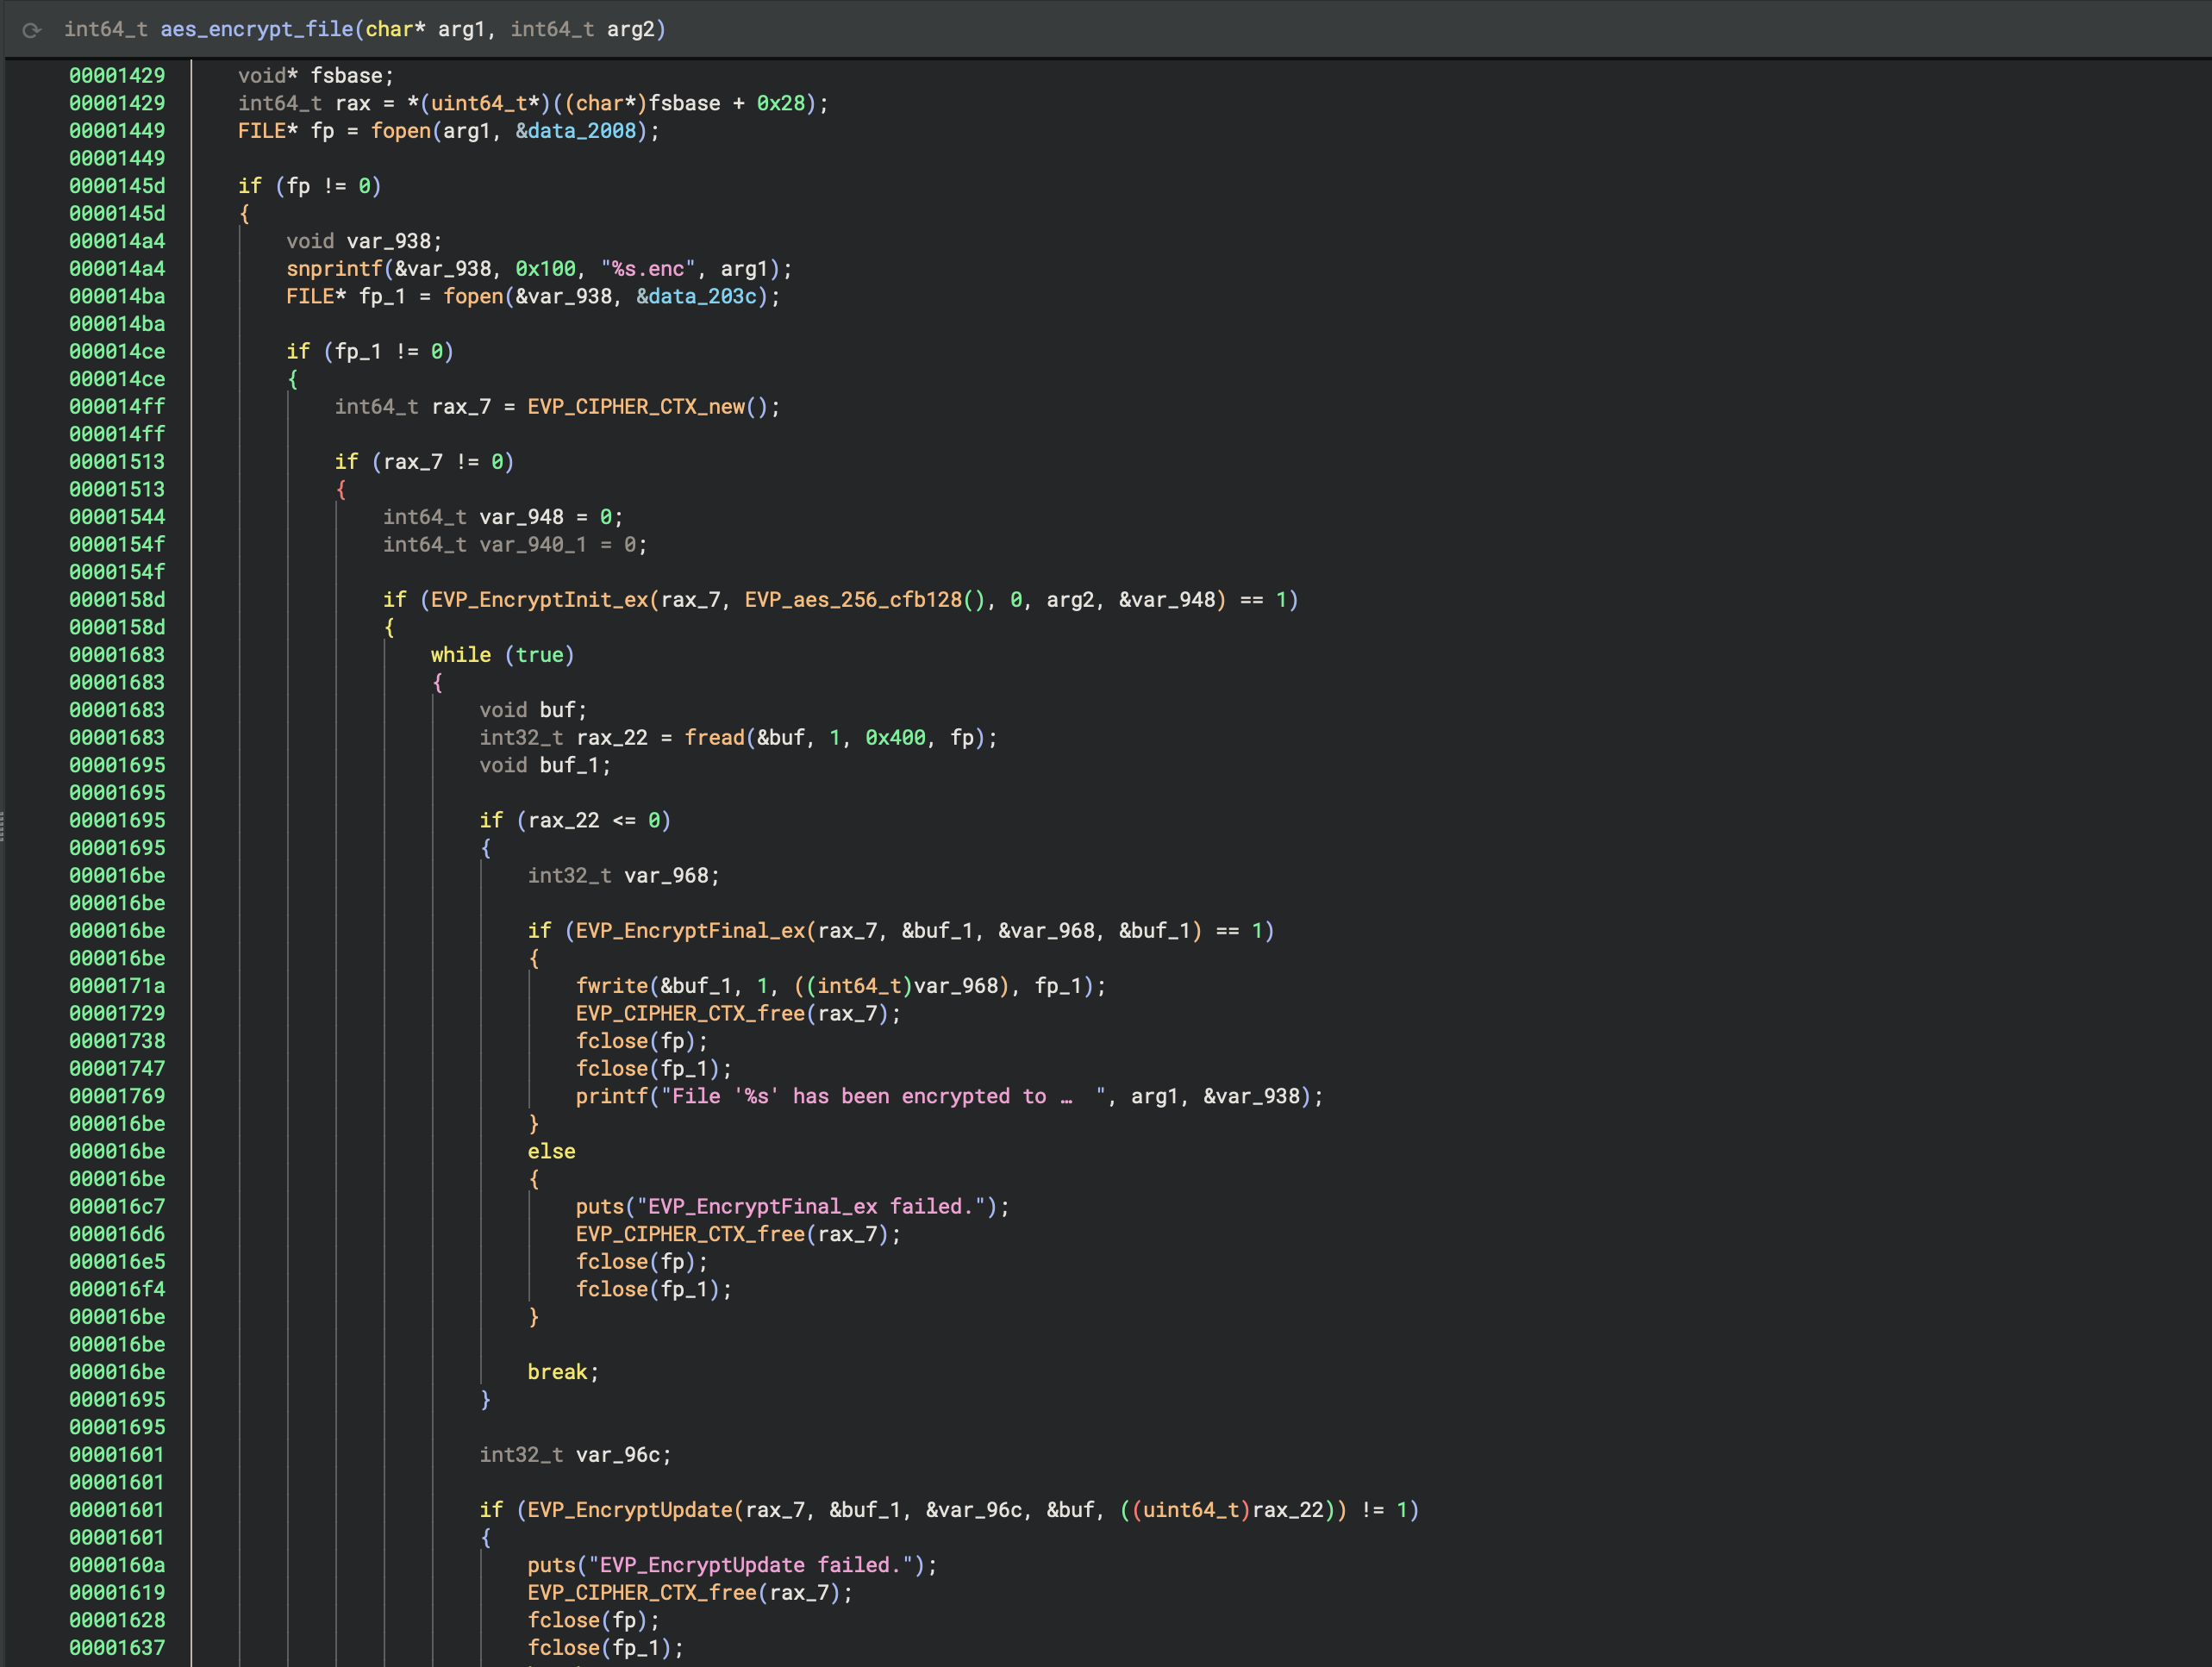 int64_t aes_encrypt_file(char* arg1, int64_t arg2)
00001429 void* fsbase;
00001429 int64_t rax = *(uint64_t*)((char*)fsbase + 0x28);
00001449 FILE* fp = fopen(arg1, &data_2008);
00001449
0000145d if (fp != 0)
0000145d {
000014a4 void var_938;
000014a4 snprintf(&var_938, 0x100, "%s.enc", arg1);
000014ba FILE* fp_1 = fopen(&var_938, &data_203c);
000014ba
000014ce if (fp_1 != 0)
000014ce {
000014ff int64_t rax_7 = EVP_CIPHER_CTX_new();
000014ff
00001513 if (rax_7 != 0)
00001513 {
00001544 int64_t var_948 = 0;
0000154f int64_t var_940_1 = 0;
0000154f
0000158d if (EVP_EncryptInit_ex(rax_7, EVP_aes_256_cfb128(), 0, arg2, &var_948) == 1)
0000158d {
00001683 while (true)
00001683 {
00001683 void buf;
00001683 int32_t rax_22 = fread(&buf, 1, 0x400, fp);
00001695 void buf_1;
00001695
00001695 if (rax_22 <= 0)
00001695 {
000016be int32_t var_968;
000016be
000016be if (EVP_EncryptFinal_ex(rax_7, &buf_1, &var_968, &buf_1) == 1)
000016be {
0000171a fwrite(&buf_1, 1, ((int64_t)var_968), fp_1);
00001729 EVP_CIPHER_CTX_free(rax_7);
00001738 fclose(fp);
00001747 fclose(fp_1);
00001769 printf("File '%s' has been encrypted to … ", arg1, &var_938);
000016be }
000016be else
000016be {
000016c7 puts("EVP_EncryptFinal_ex failed.");
000016d6 EVP_CIPHER_CTX_free(rax_7);
000016e5 fclose(fp);
000016f4 fclose(fp_1);
000016be }
000016be
000016be break;
00001695 }
00001695
00001601 int32_t var_96c;
00001601
00001601 if (EVP_EncryptUpdate(rax_7, &buf_1, &var_96c, &buf, ((uint64_t)rax_22)) != 1)
00001601 {
0000160a puts("EVP_EncryptUpdate failed.");
00001619 EVP_CIPHER_CTX_free(rax_7);
00001628 fclose(fp);
00001637 fclose(fp_1);